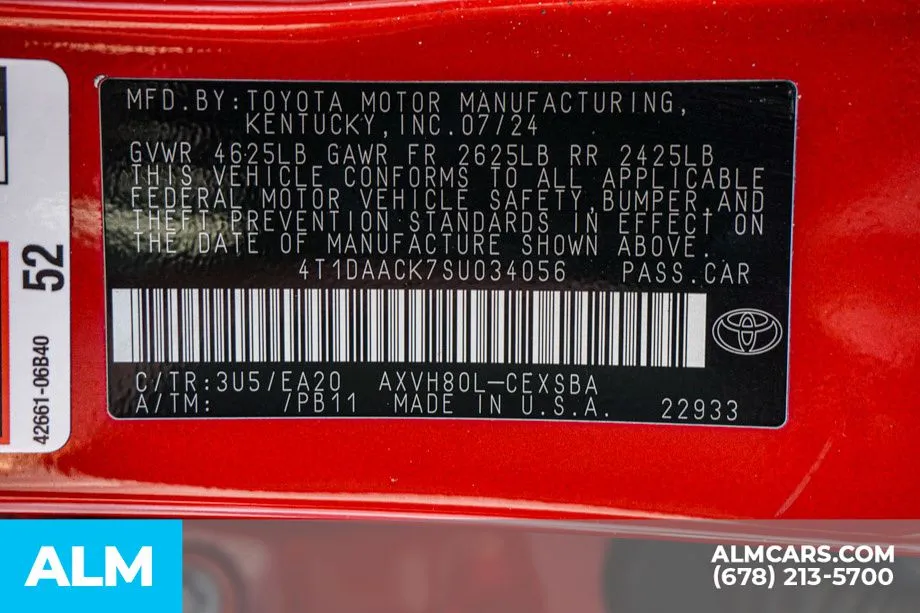 MFD.BY:TOYOTA MOTOR MANUFACTURING,
KENTUCKY,INC.07/24
GVWR 4625LB GAWR FR 2625LB RR 2425LB
THIS VEHICLE CONFORMS TO ALL APPLICABLE
FEDERAL MOTOR VEHICLE SAFETY,BUMPER,AND
THEFT PREVENTION STANDARDS IN EFFECT ON
THE DATE OF MANUFACTURE SHOWN ABOVE.
4T1DAACK7SU034056 PASS.CAR
C/TR:3U5/EA20 AXVH80L-CEXSBA
A/TM: /PB11 MADE IN U.S.A. 22933
52
42661-06B40
ALM
ALMCARS.COM
(678) 213-5700